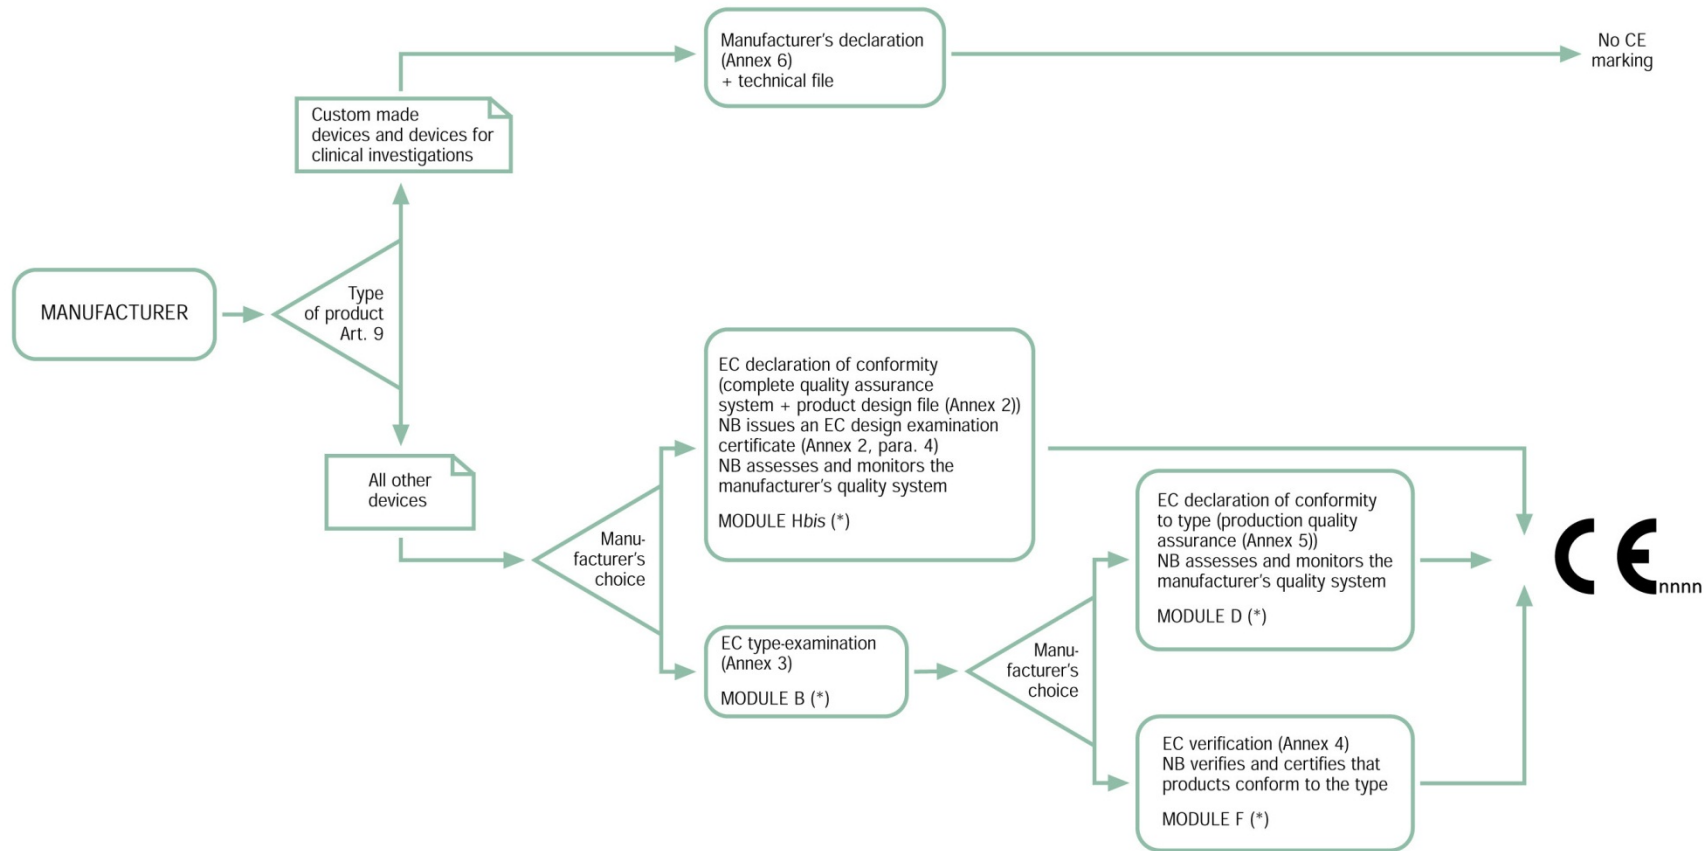 Manufacturer's declaration
(Annex 6)
+ technical file
No CE
marking
Custom made
devices and devices for
clinical investigations
MANUFACTURER
Type
of product
Art. 9
All other
devices
Manu-
facturer's
choice
EC declaration of conformity
(complete quality assurance
system + product design file (Annex 2))
NB issues an EC design examination
certificate (Annex 2, para. 4)
NB assesses and monitors the
manufacturer's quality system
MODULE Hbis (*)
EC type-examination
(Annex 3)
MODULE B (*)
Manu-
facturer's
choice
EC declaration of conformity
to type (production quality
assurance (Annex 5))
NB assesses and monitors the
manufacturer's quality system
MODULE D (*)
EC verification (Annex 4)
NB verifies and certifies that
products conform to the type
MODULE F (*)
CE nnnn